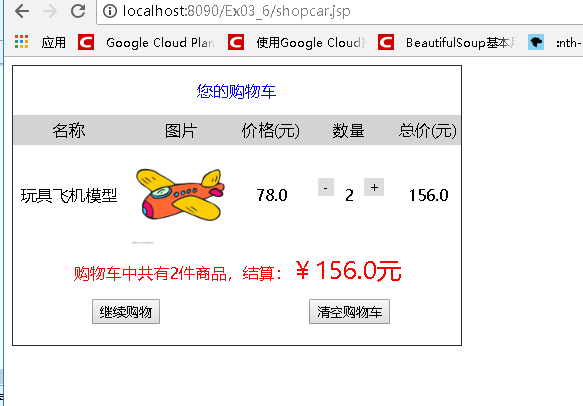 localhost:8090/Ex03_6/shopcar.jsp
应用 Google Cloud Plan 使用Google Cloud BeautifulSoup基本 :nth-
您的购物车
名称 图片 价格(元) 数量 总价(元)
玩具飞机模型 78.0 - 2 + 156.0
购物车中共有2件商品，结算：￥156.0元
继续购物 清空购物车